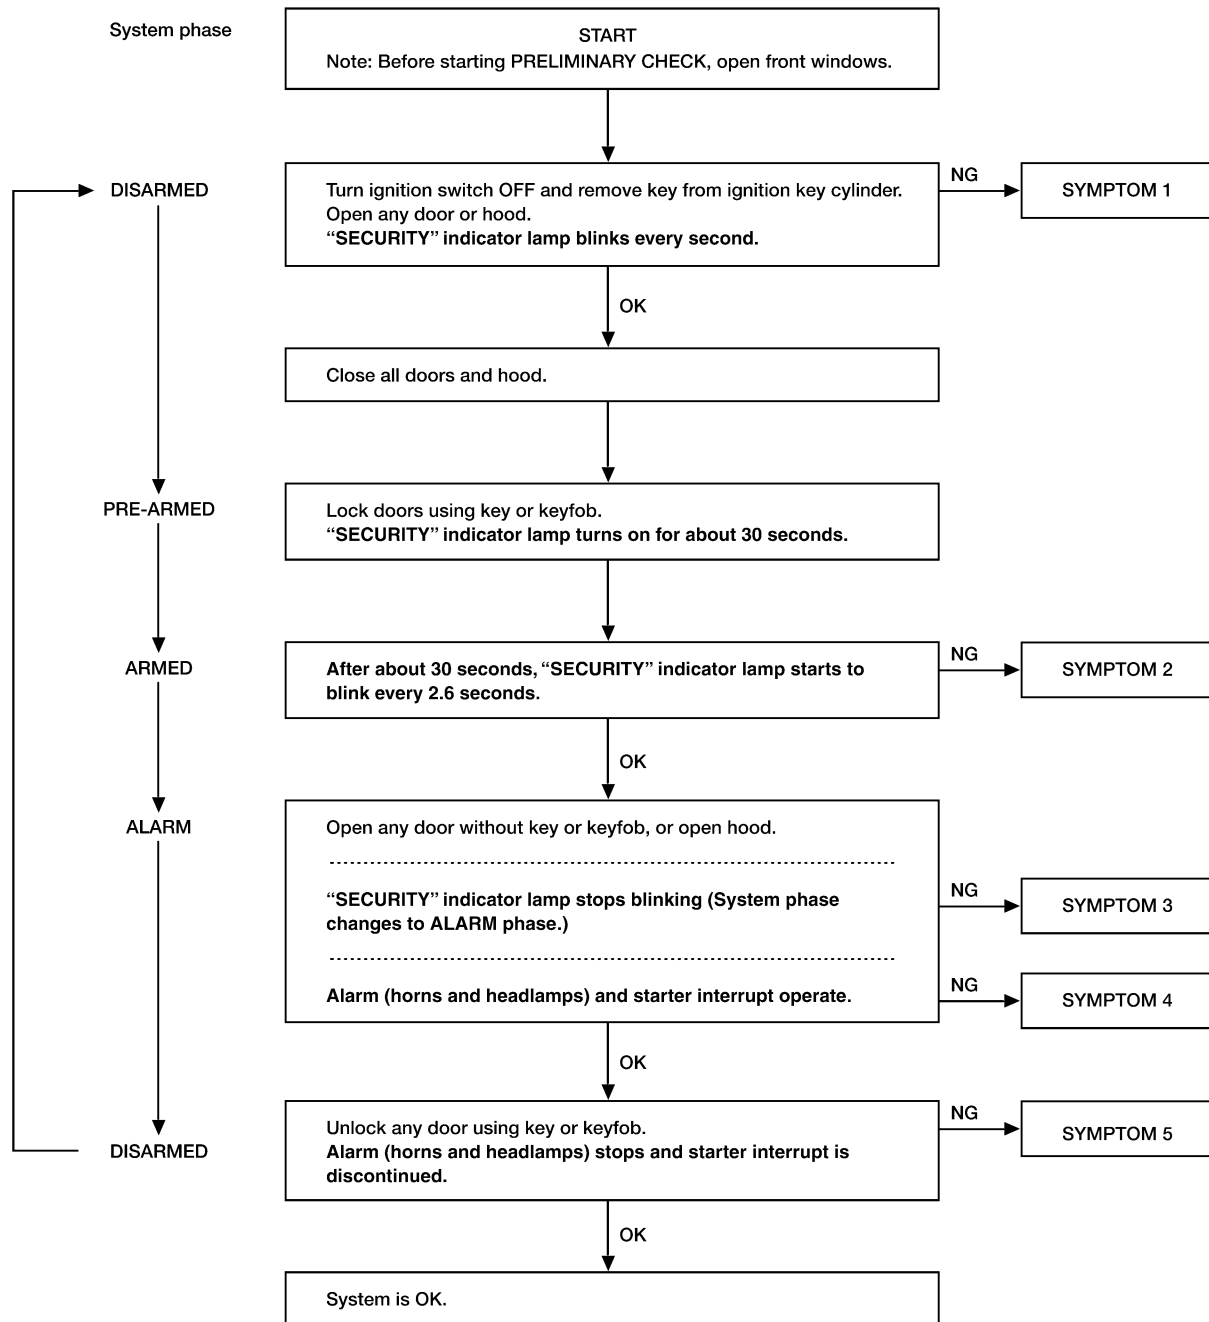 System phase
START
Note: Before starting PRELIMINARY CHECK, open front windows.
DISARMED
Turn ignition switch OFF and remove key from ignition key cylinder.
Open any door or hood.
“SECURITY” indicator lamp blinks every second.
NG
SYMPTOM 1
OK
Close all doors and hood.
PRE-ARMED
Lock doors using key or keyfob.
“SECURITY” indicator lamp turns on for about 30 seconds.
ARMED
After about 30 seconds, “SECURITY” indicator lamp starts to
blink every 2.6 seconds.
NG
SYMPTOM 2
OK
ALARM
Open any door without key or keyfob, or open hood.
“SECURITY” indicator lamp stops blinking (System phase
changes to ALARM phase.)
NG
SYMPTOM 3
Alarm (horns and headlamps) and starter interrupt operate.
NG
SYMPTOM 4
OK
DISARMED
Unlock any door using key or keyfob.
Alarm (horns and headlamps) stops and starter interrupt is
discontinued.
NG
SYMPTOM 5
OK
System is OK.